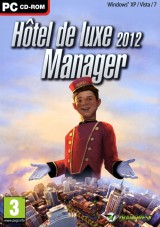 PC CD-ROM
Windows® XP / Vista / 7
Hôtel de luxe 2012
Manager
3